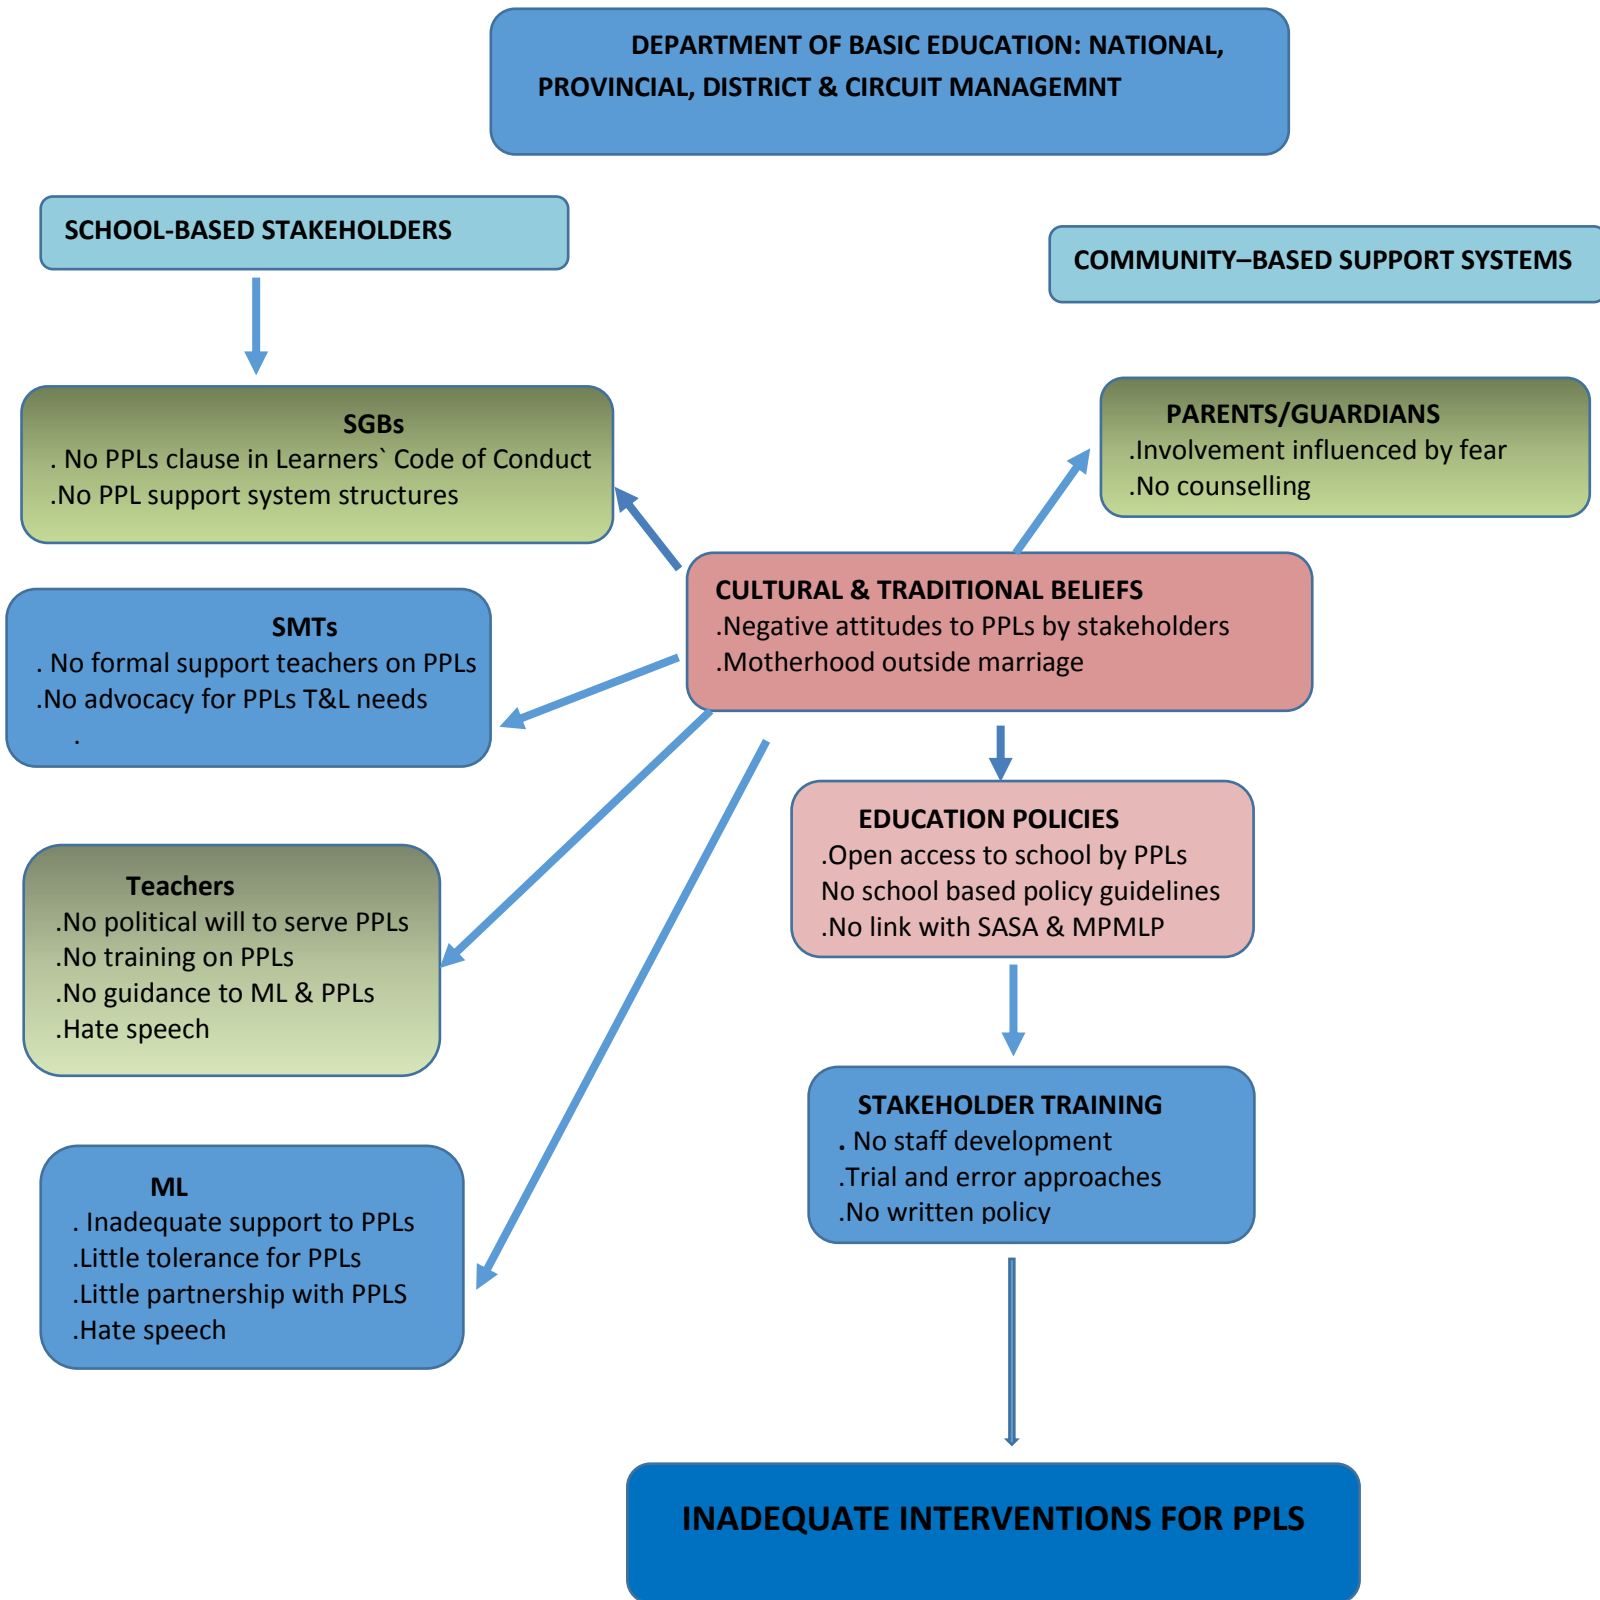 DEPARTMENT OF BASIC EDUCATION: NATIONAL,
PROVINCIAL, DISTRICT & CIRCUIT MANAGEMNT
SCHOOL-BASED STAKEHOLDERS
COMMUNITY–BASED SUPPORT SYSTEMS
SGBs
. No PPLs clause in Learners` Code of Conduct
.No PPL support system structures
PARENTS/GUARDIANS
.Involvement influenced by fear
.No counselling
CULTURAL & TRADITIONAL BELIEFS
.Negative attitudes to PPLs by stakeholders
.Motherhood outside marriage
SMTs
. No formal support teachers on PPLs
.No advocacy for PPLs T&L needs
.
EDUCATION POLICIES
.Open access to school by PPLs
No school based policy guidelines
.No link with SASA & MPMLP
Teachers
.No political will to serve PPLs
.No training on PPLs
.No guidance to ML & PPLs
.Hate speech
STAKEHOLDER TRAINING
. No staff development
.Trial and error approaches
.No written policy
ML
. Inadequate support to PPLs
.Little tolerance for PPLs
.Little partnership with PPLS
.Hate speech
INADEQUATE INTERVENTIONS FOR PPLS